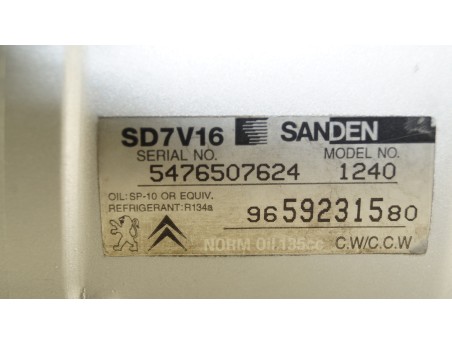 SD7V16 SANDEN
SERIAL NO. MODEL NO.
5476507624 1240
OIL:SP-10 OR EQUIV.
REFRIGERANT:R134a
9659231580
NORM OIL 135cc C.W/C.C.W